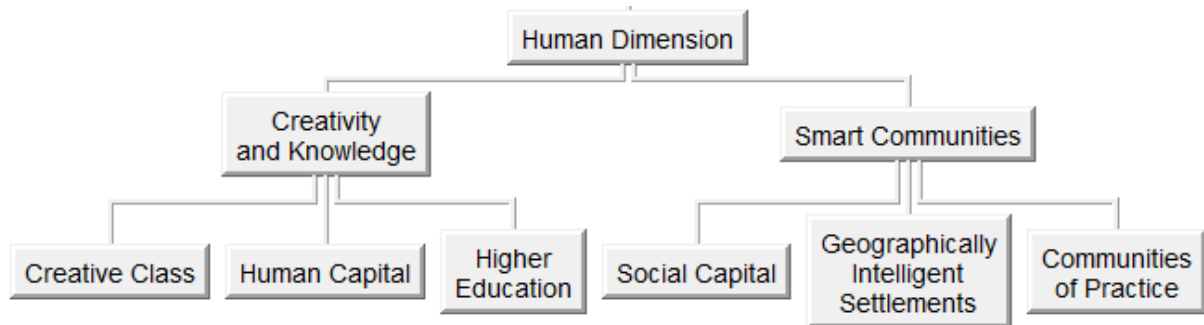 Human Dimension
Creativity
and Knowledge
Smart Communities
Creative Class
Human Capital
Higher
Education
Social Capital
Geographically
Intelligent
Settlements
Communities
of Practice